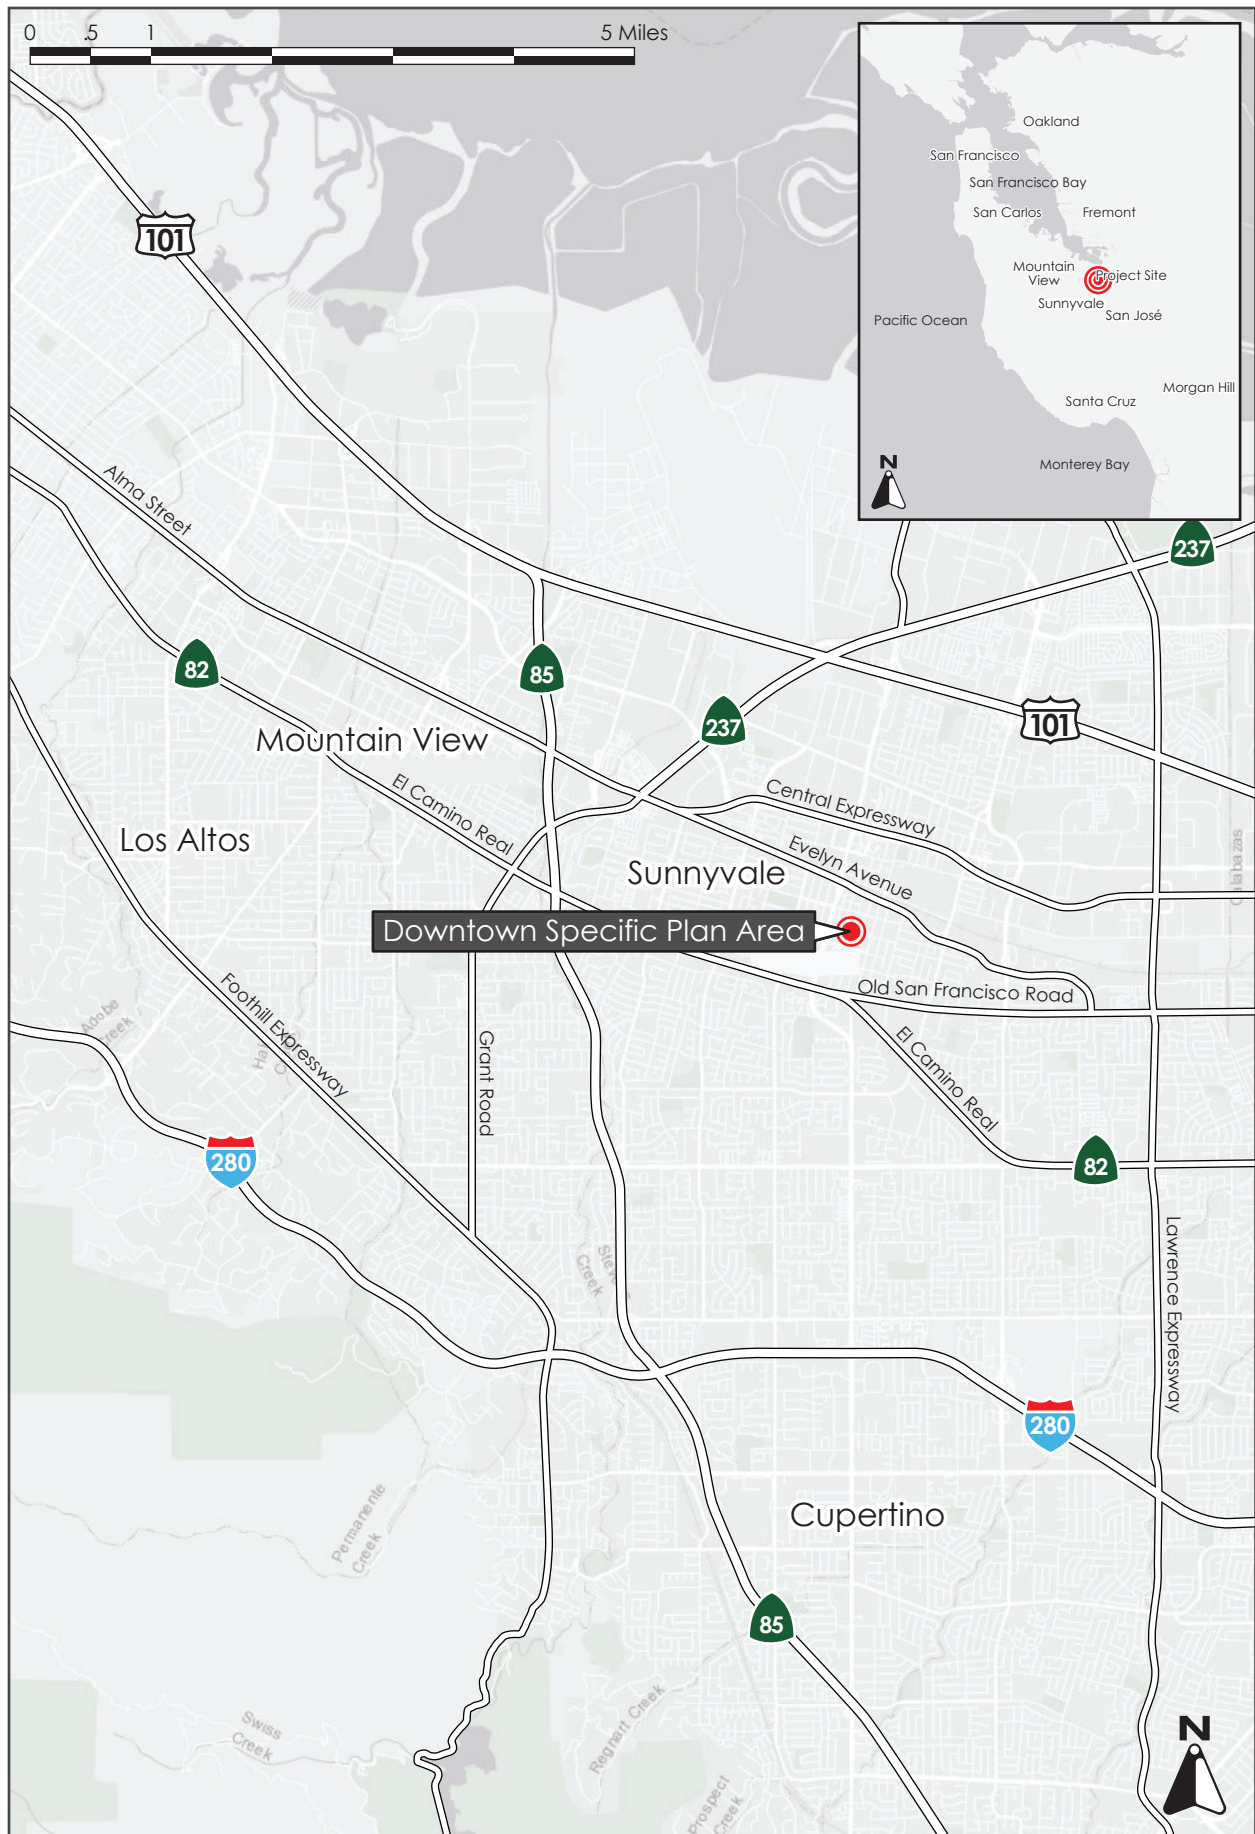 0 .5 1 5 Miles
Oakland
San Francisco
San Francisco Bay
San Carlos
Fremont
Mountain
View
Project Site
Sunnyvale
San José
Pacific Ocean
Morgan Hill
Santa Cruz
Monterey Bay
N
101
Alma Street
237
82
85
237
101
Mountain View
El Camino Real
Central Expressway
Los Altos
Evelyn Avenue
Sunnyvale
Calabazas
Downtown Specific Plan Area
Old San Francisco Road
Foothill Expressway
Adobe
Creek
Grant Road
El Camino Real
280
82
Creek
Lawrence Expressway
280
Cupertino
Permanente
Creek
85
Swiss
Creek
Regnart Creek
Prospect
Creek
N